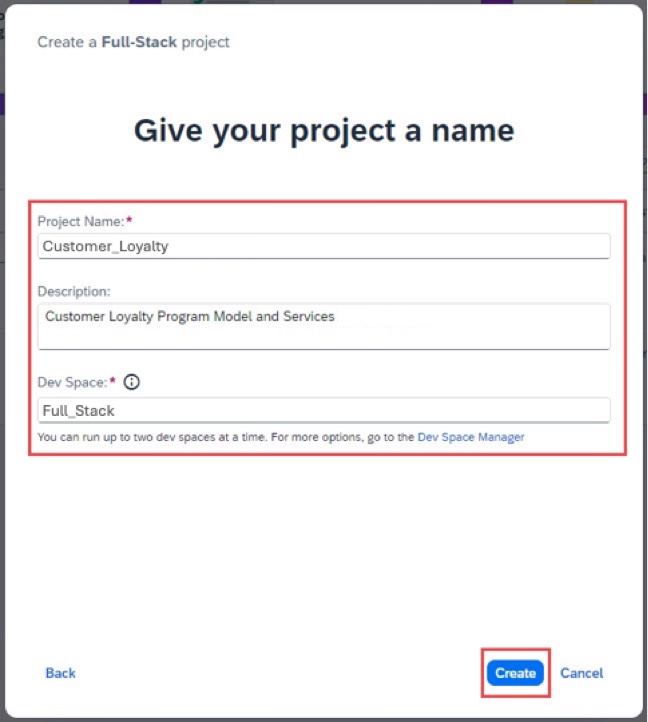 Create a Full-Stack project
Give your project a name
Project Name:*
Customer_Loyalty
Description:
Customer Loyalty Program Model and Services
Dev Space:*
Full_Stack
You can run up to two dev spaces at a time. For more options, go to the Dev Space Manager
Back
Create
Cancel